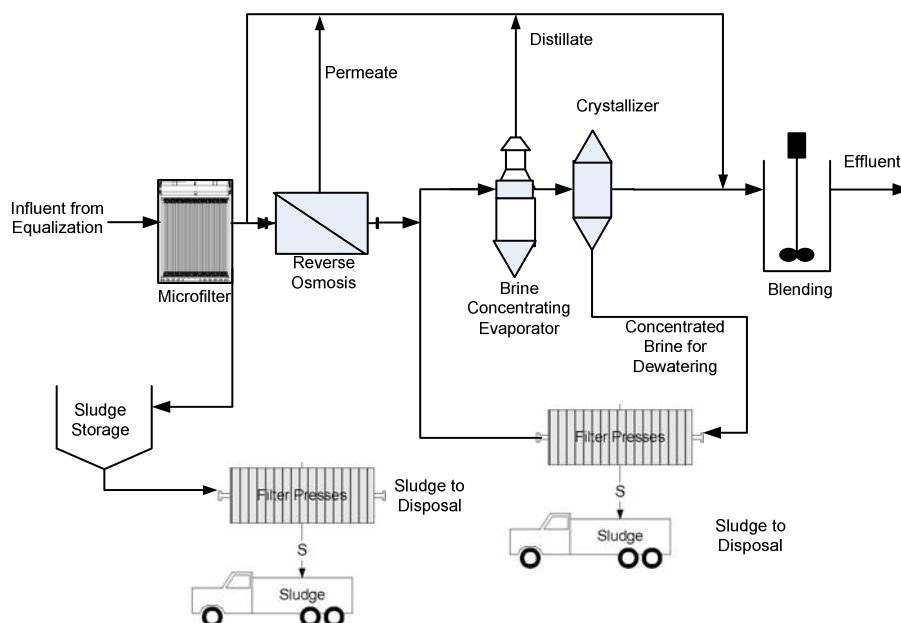 Distillate
Permeate
Crystallizer
Effluent
Influent from
Equalization
Microfilter
Reverse
Osmosis
Brine
Concentrating
Evaporator
Blending
Concentrated
Brine for
Dewatering
Sludge
Storage
Filter Presses
Filter Presses
Sludge to
Disposal
S
S
Sludge
Sludge to
Disposal
Sludge